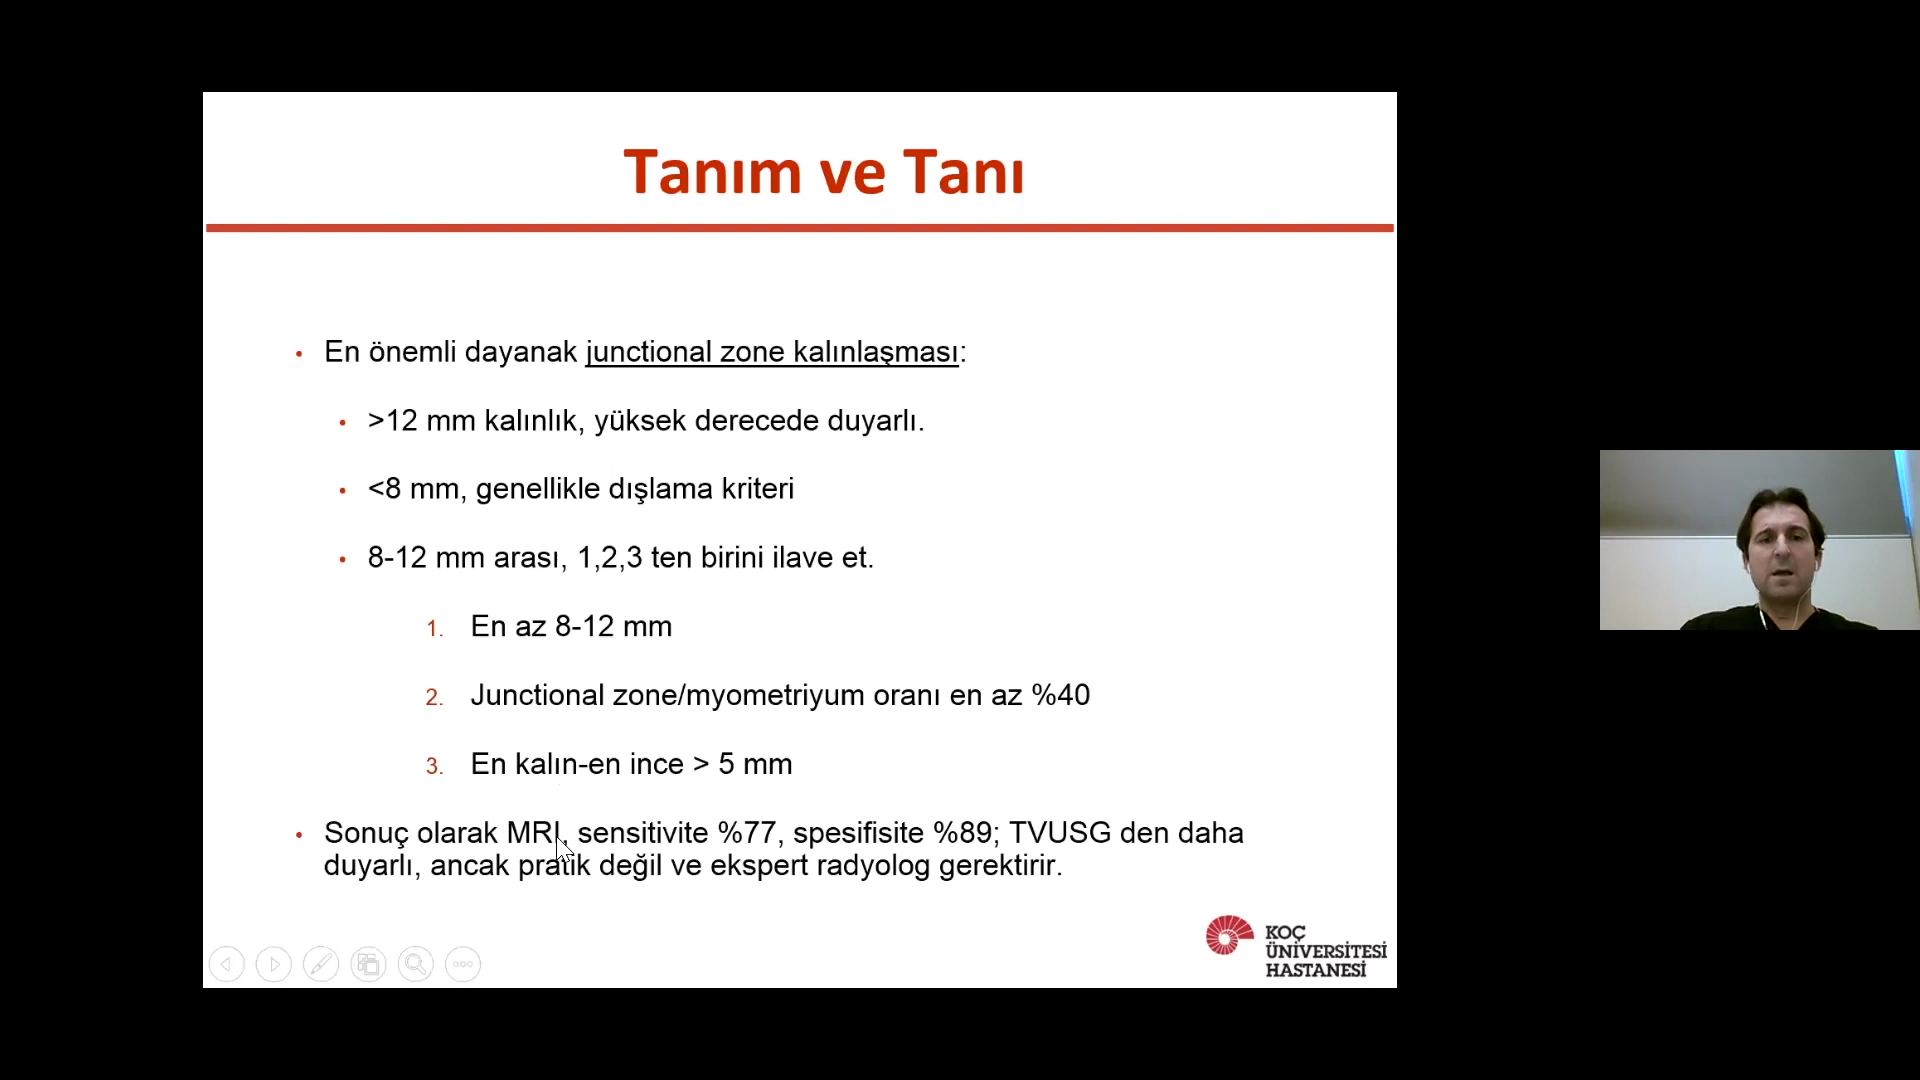 Tanım ve Tanı
• En önemli dayanak junctional zone kalınlaşması:
• >12 mm kalınlık, yüksek derecede duyarlı.
• <8 mm, genellikle dışlama kriteri
• 8-12 mm arası, 1,2,3 ten birini ilave et.
1. En az 8-12 mm
2. Junctional zone/myometriyum oranı en az %40
3. En kalın-en ince > 5 mm
• Sonuç olarak MRI, sensitivite %77, spesifisite %89; TVUSG den daha
duyarlı, ancak pratik değil ve ekspert radyolog gerektirir.
KOÇ
ÜNİVERSİTESİ
HASTANESİ